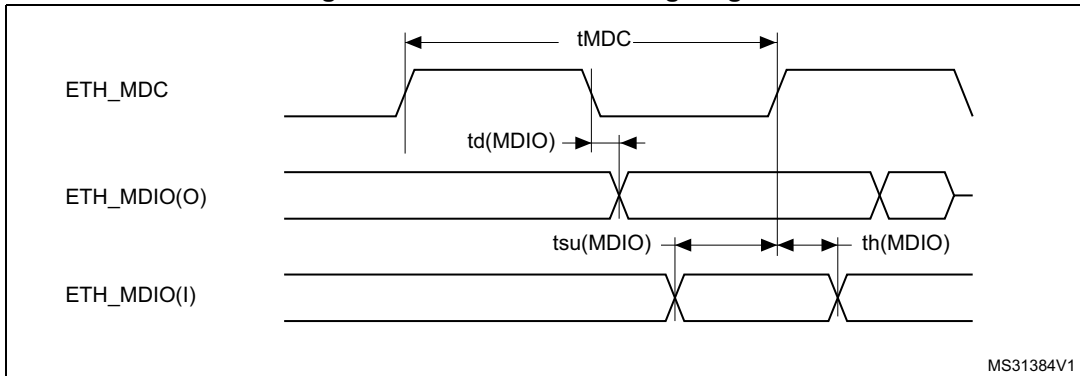 tMDC
ETH_MDC
td(MDIO)
ETH_MDIO(O)
tsu(MDIO)
th(MDIO)
ETH_MDIO(I)
MS31384V1